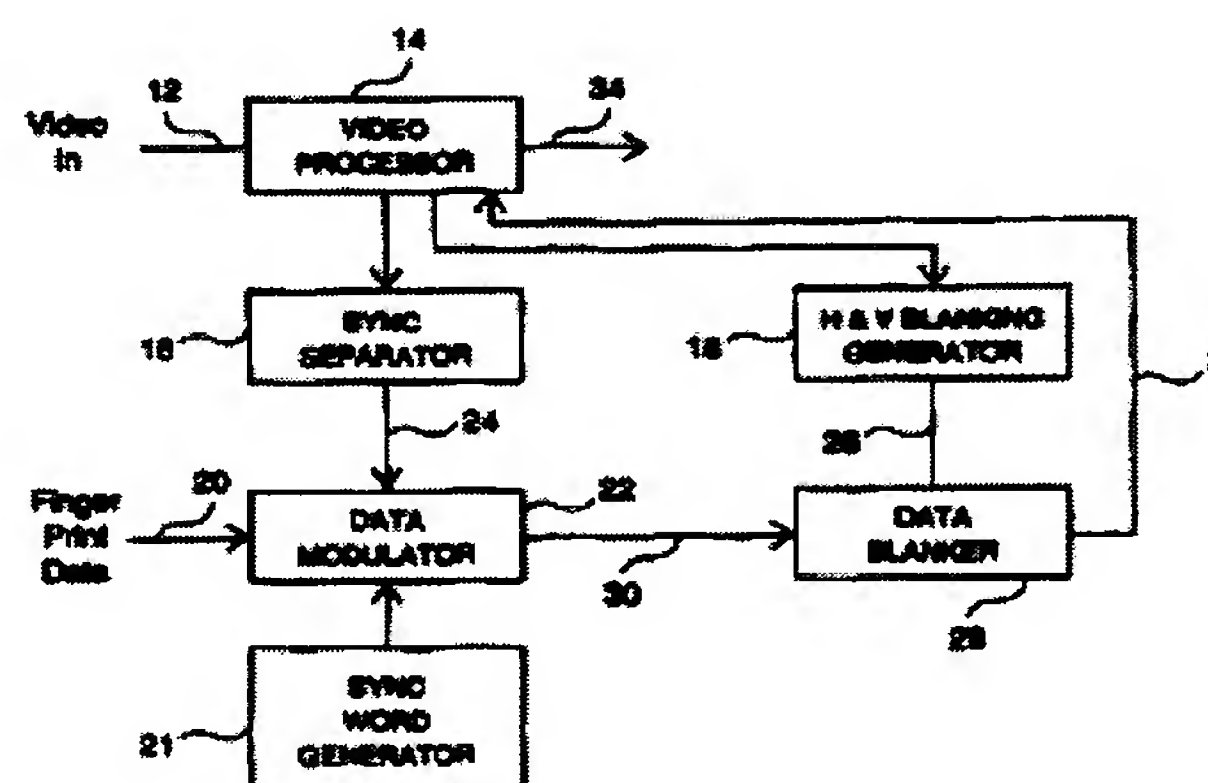 14
12
34
Video
In
VIDEO
PROCESSOR
SYNC
SEPARATOR
H & V BLANKING
GENERATOR
24
20
22
Finger
Print
Data
DATA
MODULATOR
30
DATA
BLANKER
SYNC
WORD
GENERATOR
21